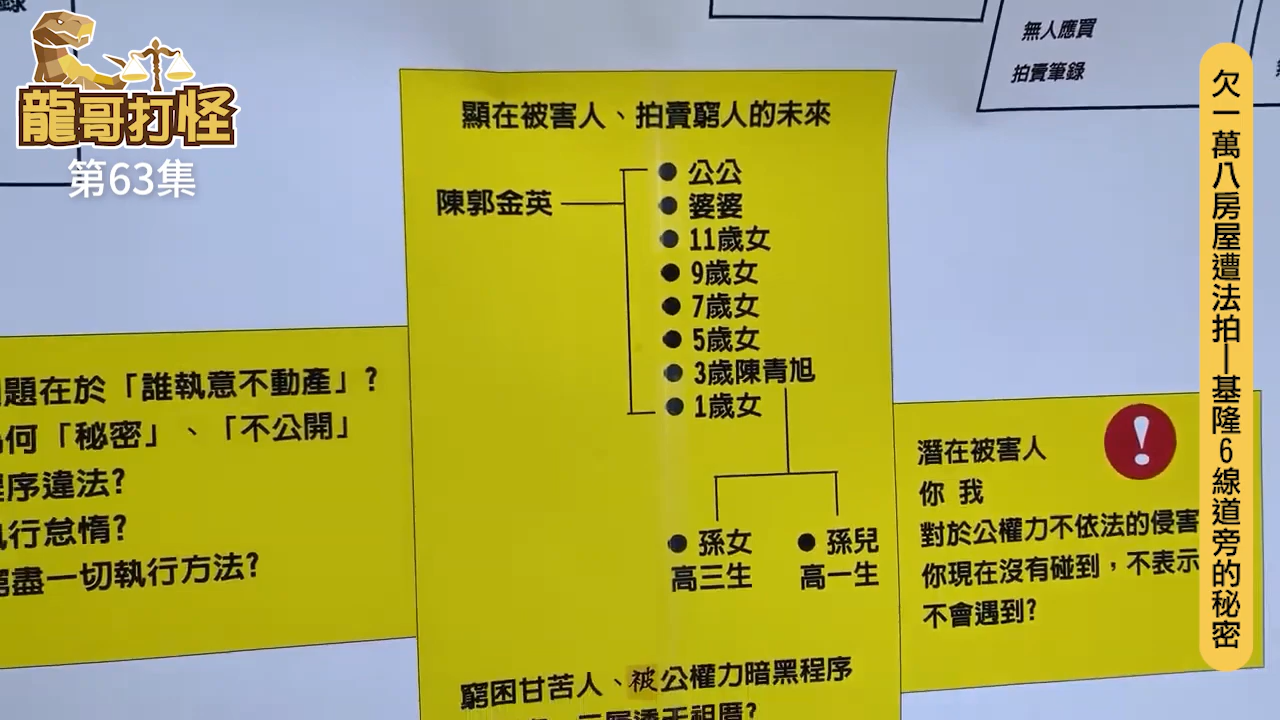 龍哥打怪
第63集
錄
無人應買
拍賣筆錄
顯在被害人、拍賣窮人的未來
陳郭金英
公公
婆婆
11歲女
9歲女
7歲女
5歲女
3歲陳青旭
1歲女
孫女
高三生
孫兒
高一生
窮困甘苦人、被公權力暗黑程序
題在於「誰執意不動產」?
何「秘密」、「不公開」
序違法?
行怠惰?
盡一切執行方法?
潛在被害人
你 我
對於公權力不依法的侵害
你現在沒有碰到，不表示
不會遇到?
欠一萬八房屋遭法拍—基隆6線道旁的秘密